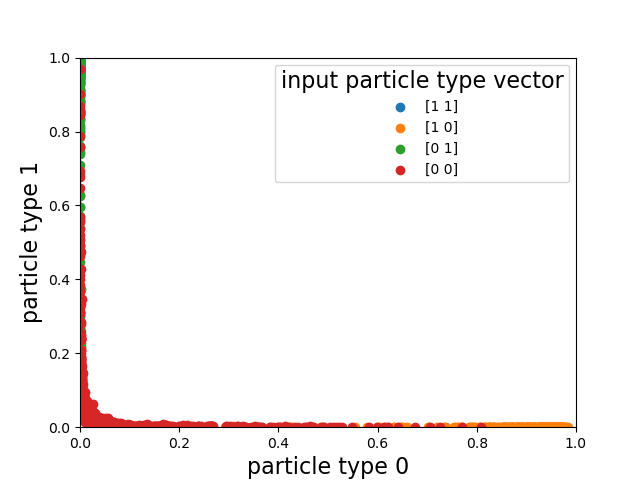 1.0
0.8
0.6
0.4
0.2
0.0
particle type 1
input particle type vector
[1 1]
[1 0]
[0 1]
[0 0]
0.0 0.2 0.4 0.6 0.8 1.0
particle type 0